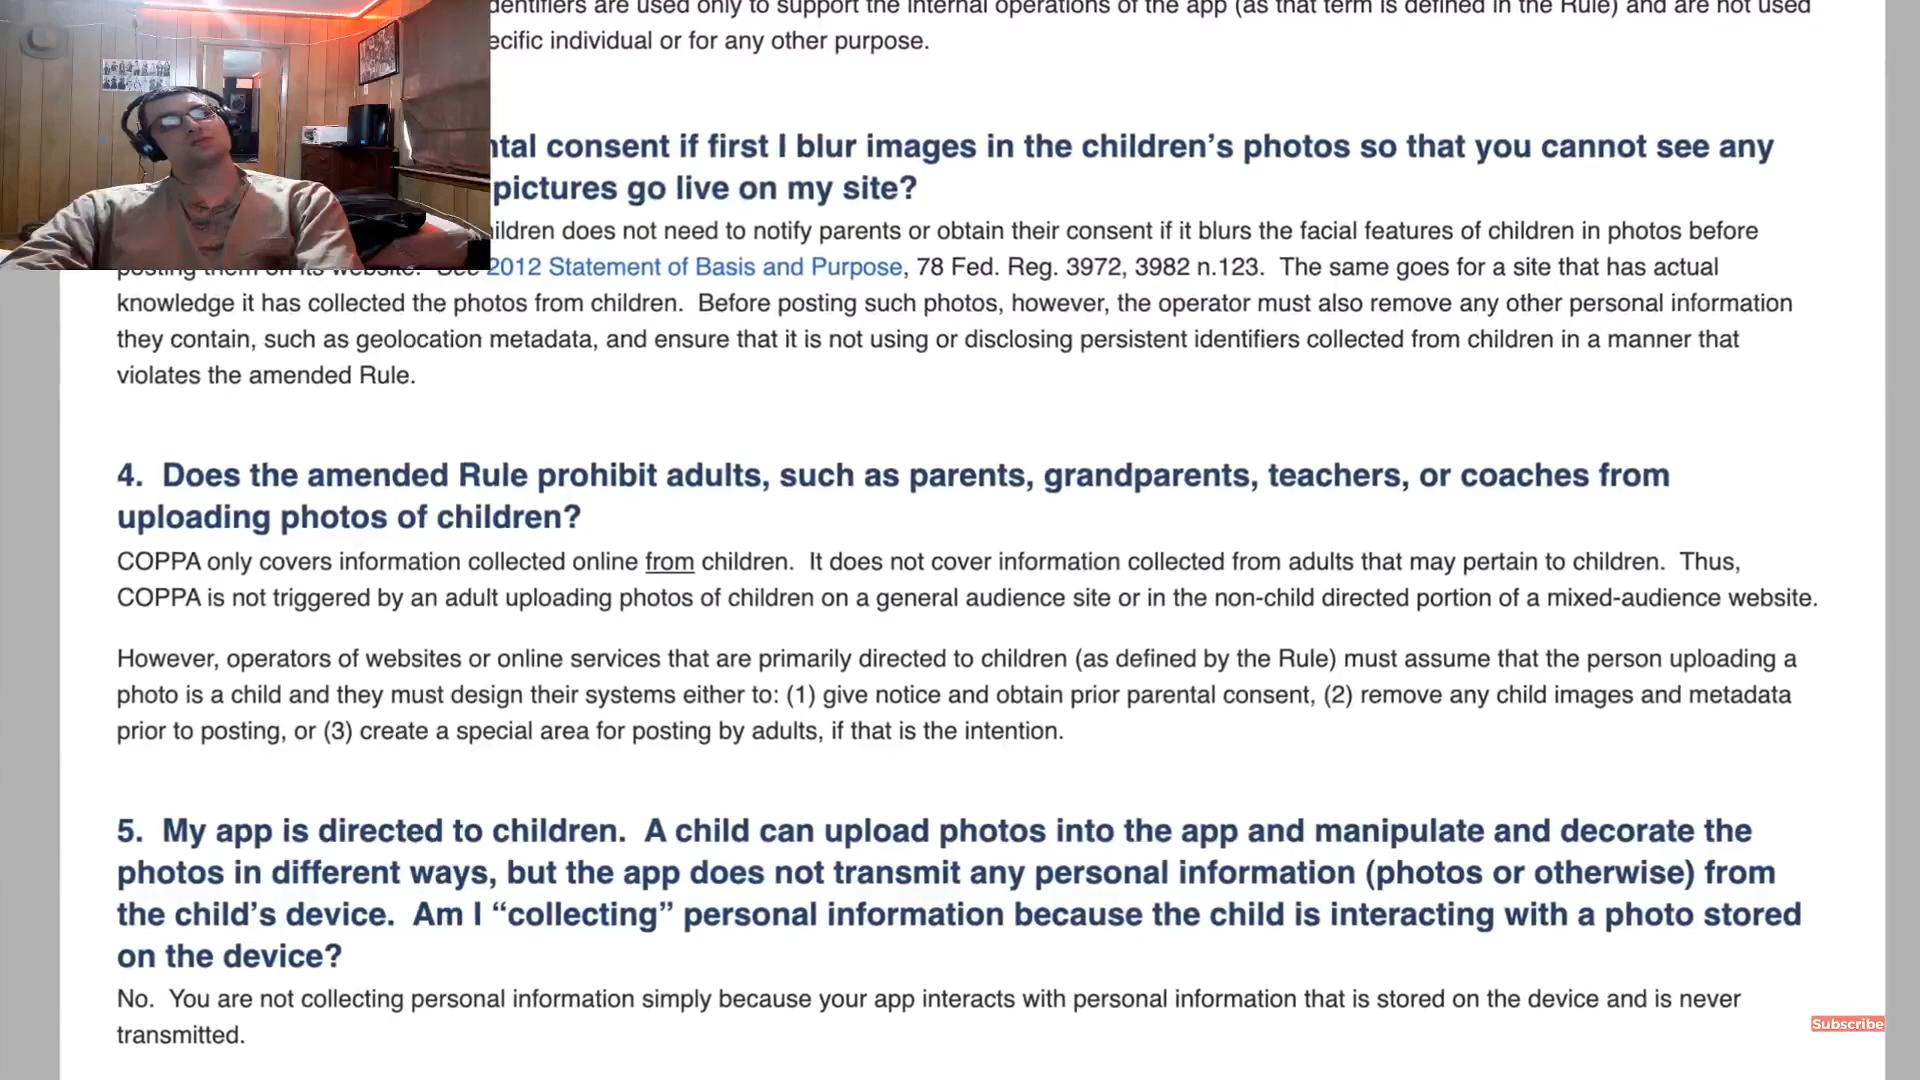 dentifiers are used only to support the internal operations of the app (as that term is defined in the Rule) and are not used
ecific individual or for any other purpose.
ntal consent if first I blur images in the children’s photos so that you cannot see any
pictures go live on my site?
ildren does not need to notify parents or obtain their consent if it blurs the facial features of children in photos before
posting them on its website.  See 2012 Statement of Basis and Purpose, 78 Fed. Reg. 3972, 3982 n.123.  The same goes for a site that has actual
knowledge it has collected the photos from children.  Before posting such photos, however, the operator must also remove any other personal information
they contain, such as geolocation metadata, and ensure that it is not using or disclosing persistent identifiers collected from children in a manner that
violates the amended Rule.
4.  Does the amended Rule prohibit adults, such as parents, grandparents, teachers, or coaches from
uploading photos of children?
COPPA only covers information collected online from children.  It does not cover information collected from adults that may pertain to children.  Thus,
COPPA is not triggered by an adult uploading photos of children on a general audience site or in the non-child directed portion of a mixed-audience website.
However, operators of websites or online services that are primarily directed to children (as defined by the Rule) must assume that the person uploading a
photo is a child and they must design their systems either to: (1) give notice and obtain prior parental consent, (2) remove any child images and metadata
prior to posting, or (3) create a special area for posting by adults, if that is the intention.
5.  My app is directed to children.  A child can upload photos into the app and manipulate and decorate the
photos in different ways, but the app does not transmit any personal information (photos or otherwise) from
the child’s device.  Am I “collecting” personal information because the child is interacting with a photo stored
on the device?
No.  You are not collecting personal information simply because your app interacts with personal information that is stored on the device and is never
transmitted.
Subscribe